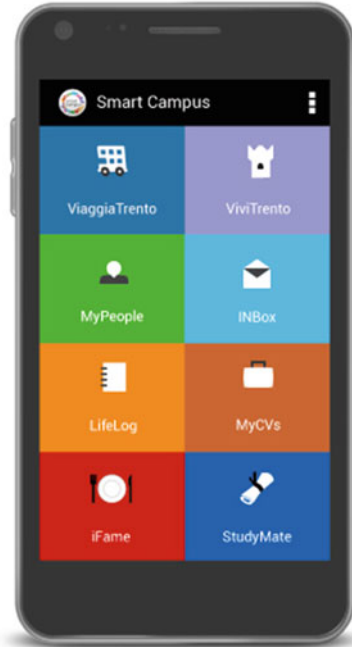 Smart Campus
ViaggiaTrento
ViviTrento
MyPeople
INBox
LifeLog
MyCVs
iFame
StudyMate